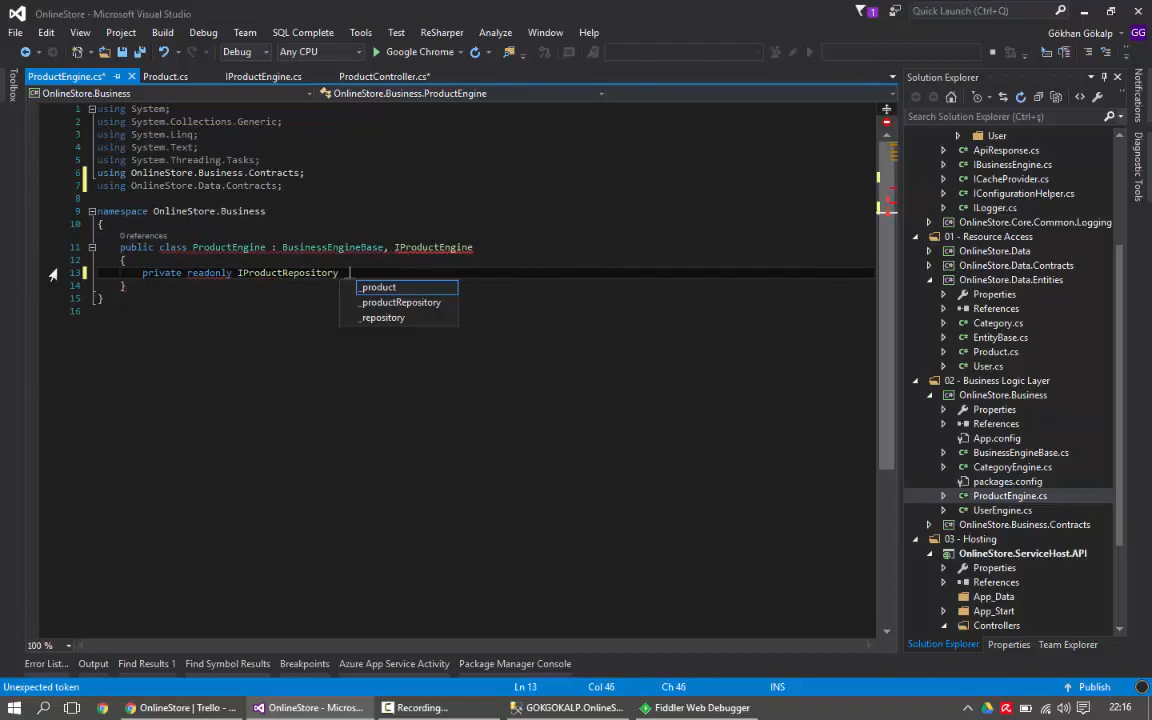 OnlineStore - Microsoft Visual Studio
1
Quick Launch (Ctrl+Q)
File Edit View Project Build Debug Team SQL Complete Tools Test ReSharper Analyze Window Help
Gökhan Gökalp GG
Debug Any CPU Google Chrome
Toolbox
ProductEngine.cs* Product.cs IProductEngine.cs ProductController.cs*
OnlineStore.Business OnlineStore.Business.ProductEngine
1 using System;
2 using System.Collections.Generic;
3 using System.Linq;
4 using System.Text;
5 using System.Threading.Tasks;
6 using OnlineStore.Business.Contracts;
7 using OnlineStore.Data.Contracts;
8
9 namespace OnlineStore.Business
10 {
0 references
11 public class ProductEngine : BusinessEngineBase, IProductEngine
12 {
13 private readonly IProductRepository _
14 }
15 }
16
_product
_productRepository
_repository
100 %
Solution Explorer
Search Solution Explorer (Ctrl+ş)
User
ApiResponse.cs
IBusinessEngine.cs
ICacheProvider.cs
IConfigurationHelper.cs
ILogger.cs
OnlineStore.Core.Common.Logging
01 - Resource Access
OnlineStore.Data
OnlineStore.Data.Contracts
OnlineStore.Data.Entities
Properties
References
Category.cs
EntityBase.cs
Product.cs
User.cs
02 - Business Logic Layer
OnlineStore.Business
Properties
References
App.config
BusinessEngineBase.cs
CategoryEngine.cs
packages.config
ProductEngine.cs
UserEngine.cs
OnlineStore.Business.Contracts
03 - Hosting
OnlineStore.ServiceHost.API
Properties
References
App_Data
App_Start
Controllers
Solution Explorer Properties Team Explorer
Notifications
Diagnostic Tools
Error List... Output Find Results 1 Find Symbol Results Breakpoints Azure App Service Activity Package Manager Console
Unexpected token Ln 13 Col 46 Ch 46 INS Publish
OnlineStore | Trello - ... OnlineStore - Micros... Recording... GOKGOKALP.OnlineS... Fiddler Web Debugger 22:16